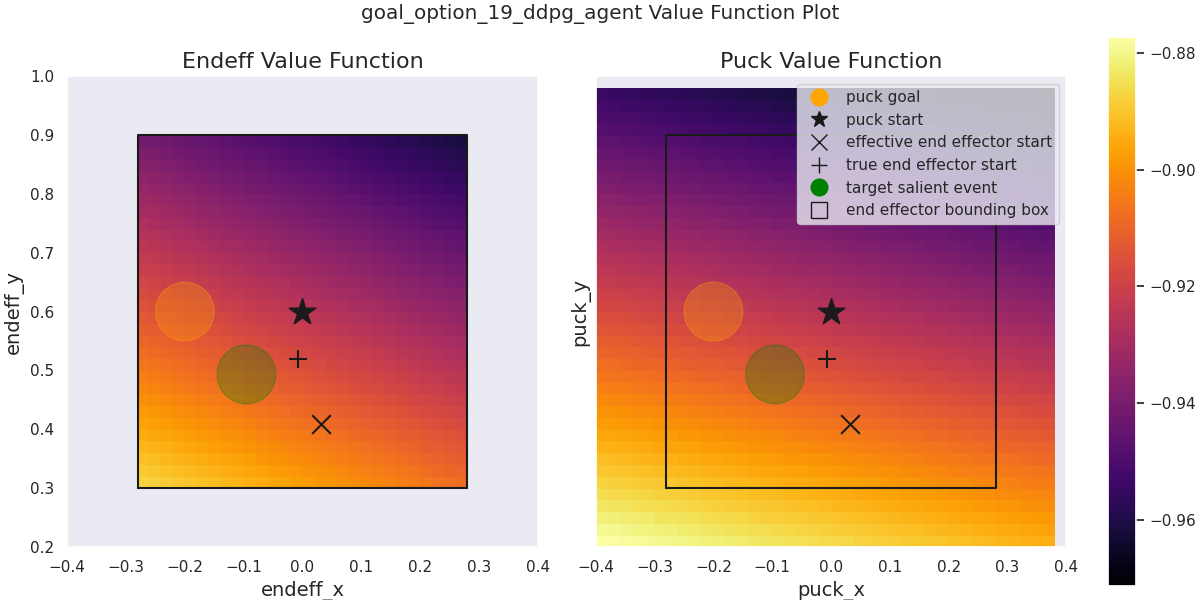 goal_option_19_ddpg_agent Value Function Plot
Endeff Value Function
1.0
0.9
0.8
0.7
0.6
0.5
0.4
0.3
0.2
endeff_y
−0.4
−0.3
−0.2
−0.1
0.0
0.1
0.2
0.3
0.4
endeff_x
Puck Value Function
puck goal
puck start
effective end effector start
true end effector start
target salient event
end effector bounding box
puck_y
−0.4
−0.3
−0.2
−0.1
0.0
0.1
0.2
0.3
0.4
puck_x
−0.88
−0.90
−0.92
−0.94
−0.96